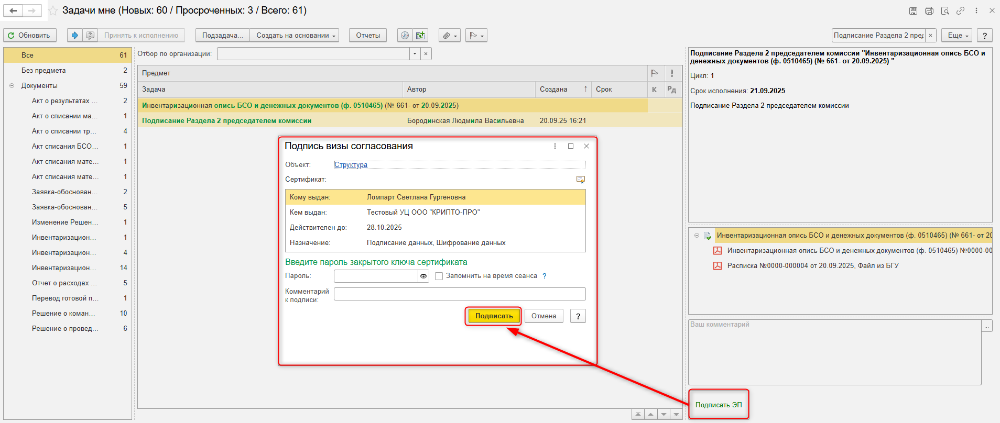 Задачи мне (Новых: 60 / Просроченных: 3 / Всего: 61)
Обновить
Принять к исполнению
Подзадача...
Создать на основании
Отчеты
Подписание Раздела 2 пред
Еще
?
Все 61
Без предмета 2
Документы 59
Акт о результатах ... 2
Акт о списании ма... 1
Акт о списании тр... 4
Акт списания БСО... 1
Акт списания мате... 1
Акт списания мате... 1
Заявка-обоснован... 2
Заявка-обоснован... 5
Изменение Решен... 1
Инвентаризацион... 1
Инвентаризацион... 4
Инвентаризацион... 14
Отчет о расходах ... 5
Перевод готовой п... 1
Решение о коман... 10
Решение о провед... 6
Отбор по организации:
Предмет
Задача Автор Создана ↑ Срок К Рд
Инвентаризационная опись БСО и денежных документов (ф. 0510465) (№ 661- от 20.09.2025)
Подписание Раздела 2 председателем комиссии Бородинская Людмила Васильевна 20.09.25 16:21
Подпись визы согласования
Объект: Структура
Сертификат:
Кому выдан: Ломпарт Светлана Гургеновна
Кем выдан: Тестовый УЦ ООО "КРИПТО-ПРО"
Действителен до: 28.10.2025
Назначение: Подписание данных, Шифрование данных
Введите пароль закрытого ключа сертификата
Пароль: Запомнить на время сеанса ?
Комментарий
к подписи:
Подписать Отмена ?
Подписание Раздела 2 председателем комиссии "Инвентаризационная опись БСО и
денежных документов (ф. 0510465) (№ 661- от 20.09.2025) "
Цикл: 1
Срок исполнения: 21.09.2025
Подписание Раздела 2 председателем комиссии
Инвентаризационная опись БСО и денежных документов (ф. 0510465) (№ 661- от 20
Инвентаризационная опись БСО и денежных документов (ф. 0510465) №0000-00
Расписка №0000-000004 от 20.09.2025, Файл из БГУ
Ваш комментарий
...
Подписать ЭП